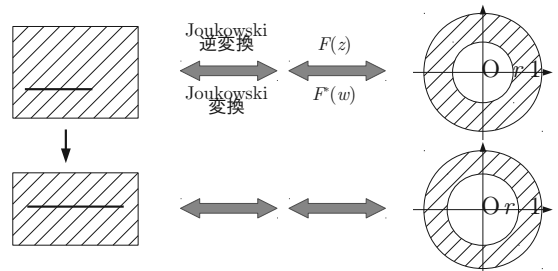 Joukowski
逆変換
F(z)
Joukowski
変換
F*(w)
O r 1
O r 1